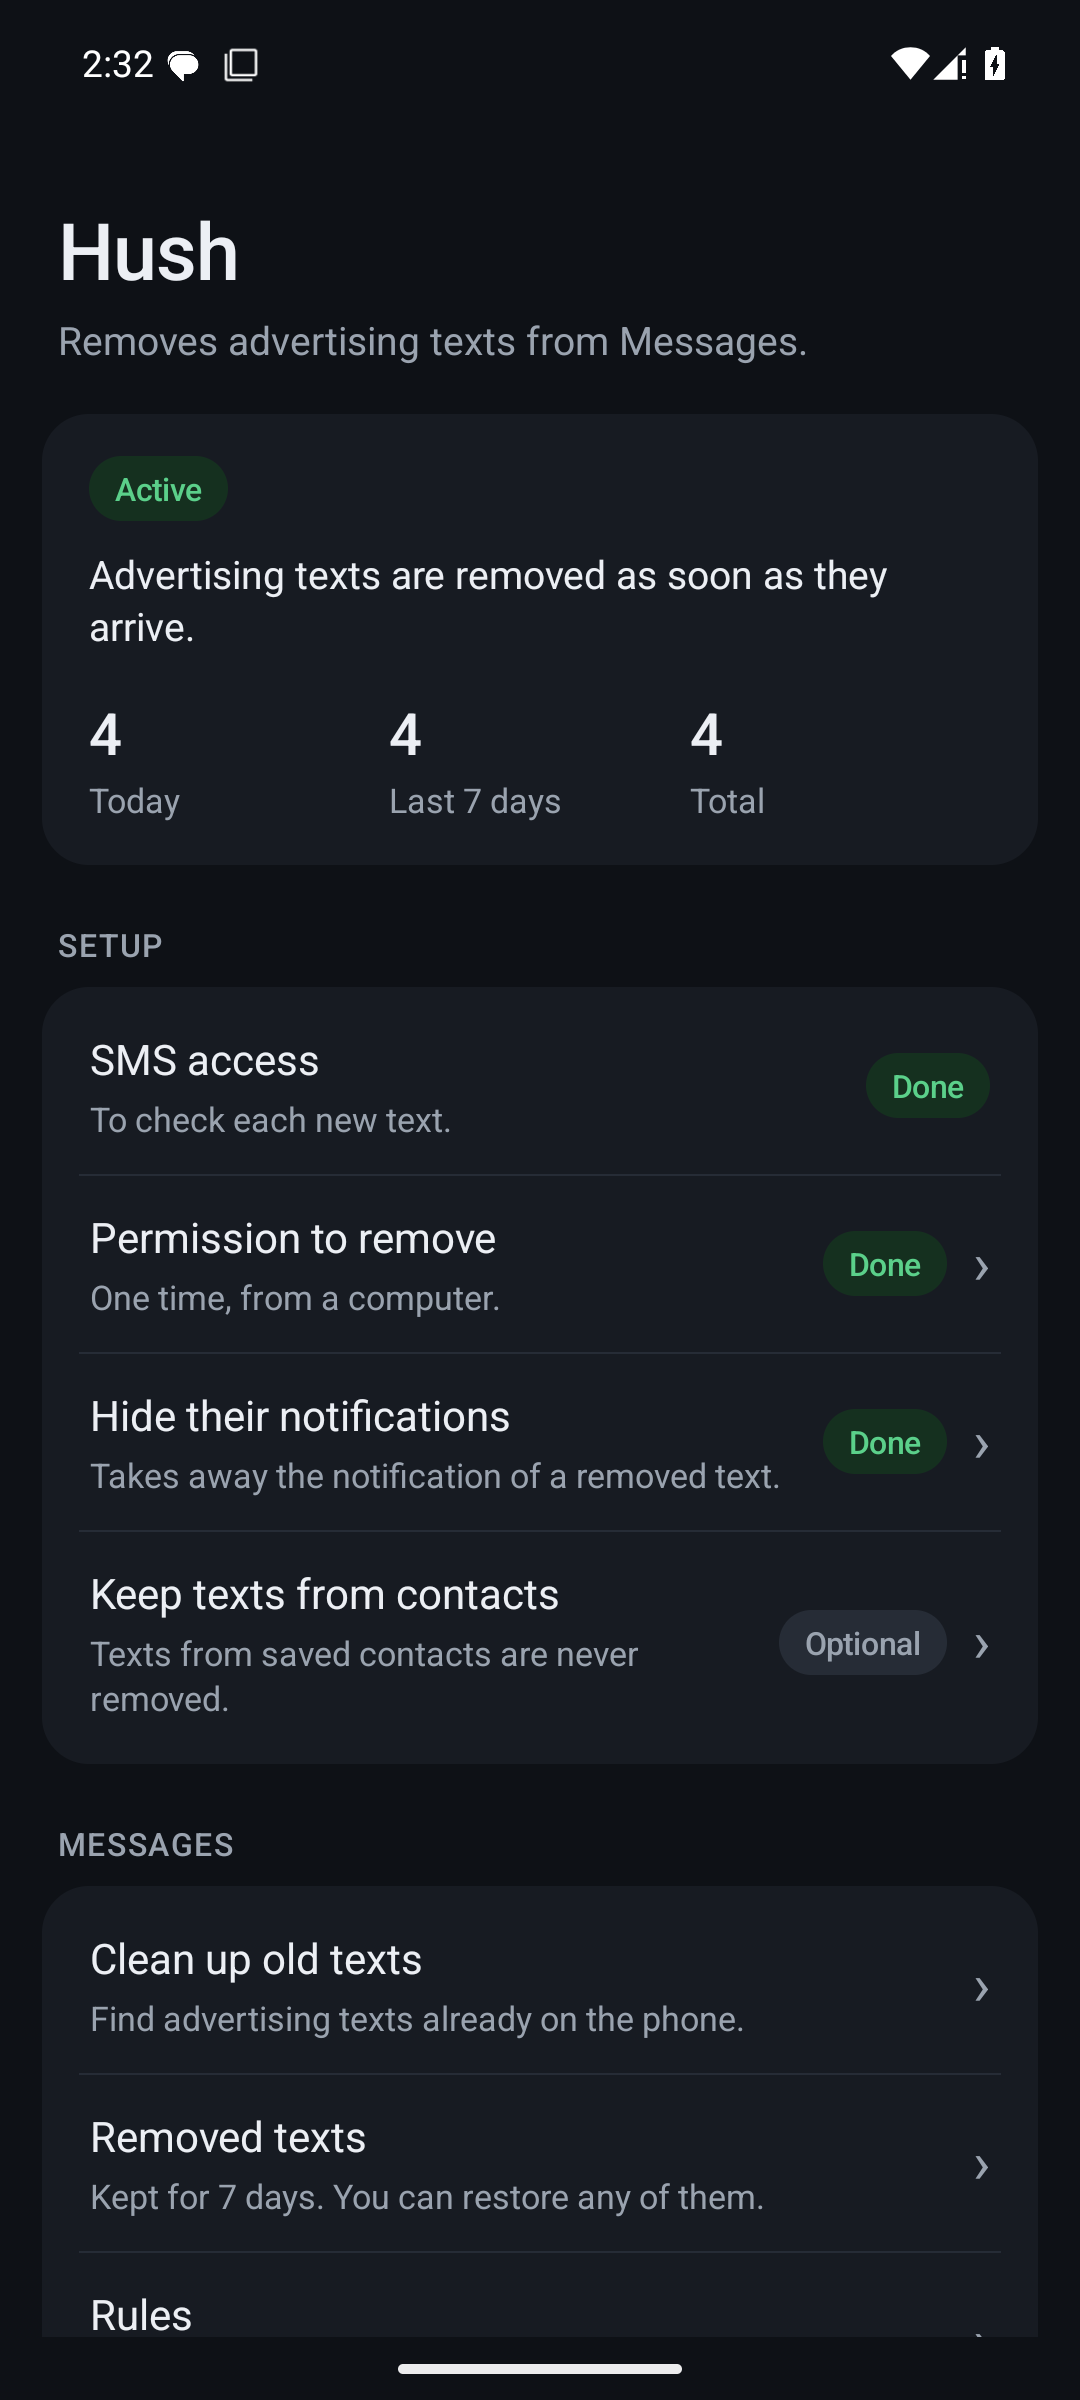 2:32
Hush
Removes advertising texts from Messages.
Active
Advertising texts are removed as soon as they
arrive.
4 4 4
Today Last 7 days Total
SETUP
SMS access
To check each new text.
Done
Permission to remove
One time, from a computer.
Done
Hide their notifications
Takes away the notification of a removed text.
Done
Keep texts from contacts
Texts from saved contacts are never
removed.
Optional
MESSAGES
Clean up old texts
Find advertising texts already on the phone.
Removed texts
Kept for 7 days. You can restore any of them.
Rules